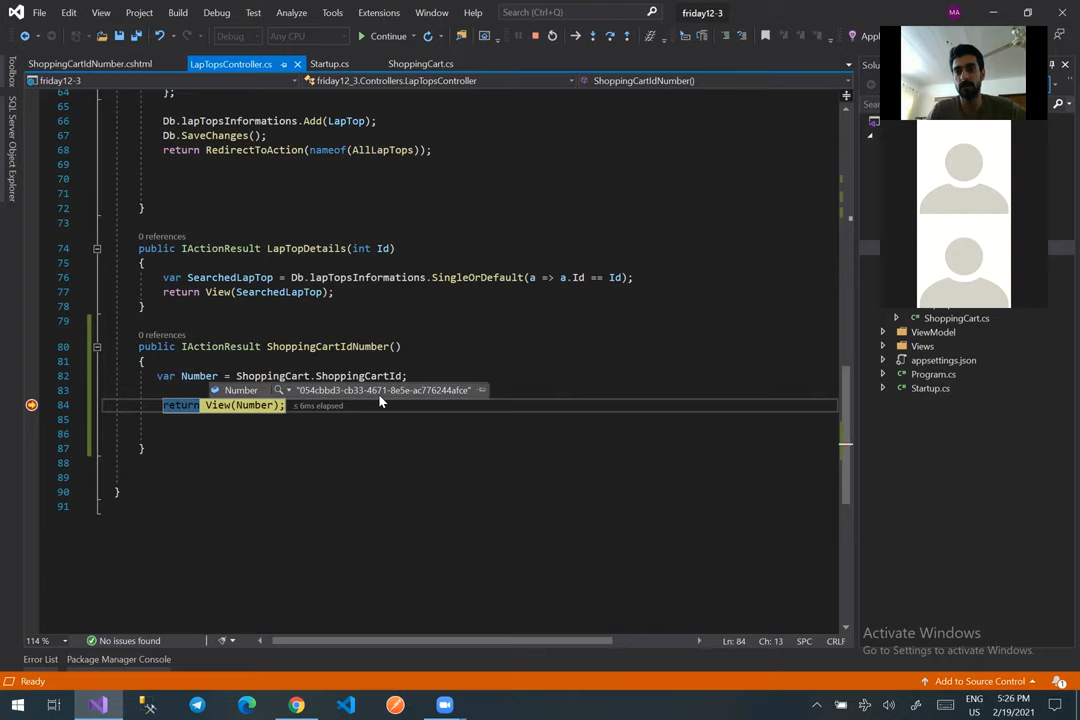 File Edit View Project Build Debug Test Analyze Tools Extensions Window Help Search (Ctrl+Q) friday12-3 MA
Debug Any CPU Continue
ShoppingCartIdNumber.cshtml LapTopsController.cs Startup.cs ShoppingCart.cs
friday12-3 friday12_3.Controllers.LapTopsController ShoppingCartIdNumber()
Toolbox
SQL Server Object Explorer
64 };
65
66 Db.lapTopsInformations.Add(LapTop);
67 Db.SaveChanges();
68 return RedirectToAction(nameof(AllLapTops));
69
70
71
72 }
73
0 references
74 public IActionResult LapTopDetails(int Id)
75 {
76 var SearchedLapTop = Db.lapTopsInformations.SingleOrDefault(a => a.Id == Id);
77 return View(SearchedLapTop);
78 }
79
0 references
80 public IActionResult ShoppingCartIdNumber()
81 {
82 var Number = ShoppingCart.ShoppingCartId;
83 Number "054cbbd3-cb33-4671-8e5e-ac776244afce"
84 return View(Number); ≤ 6ms elapsed
85
86
87 }
88
89
90 }
91
ShoppingCart.cs
ViewModel
Views
appsettings.json
Program.cs
Startup.cs
Activate Windows
Go to Settings to activate Windows.
114 % No issues found Ln: 84 Ch: 13 SPC CRLF
Error List Package Manager Console
Ready Add to Source Control
ENG
US
5:26 PM
2/19/2021